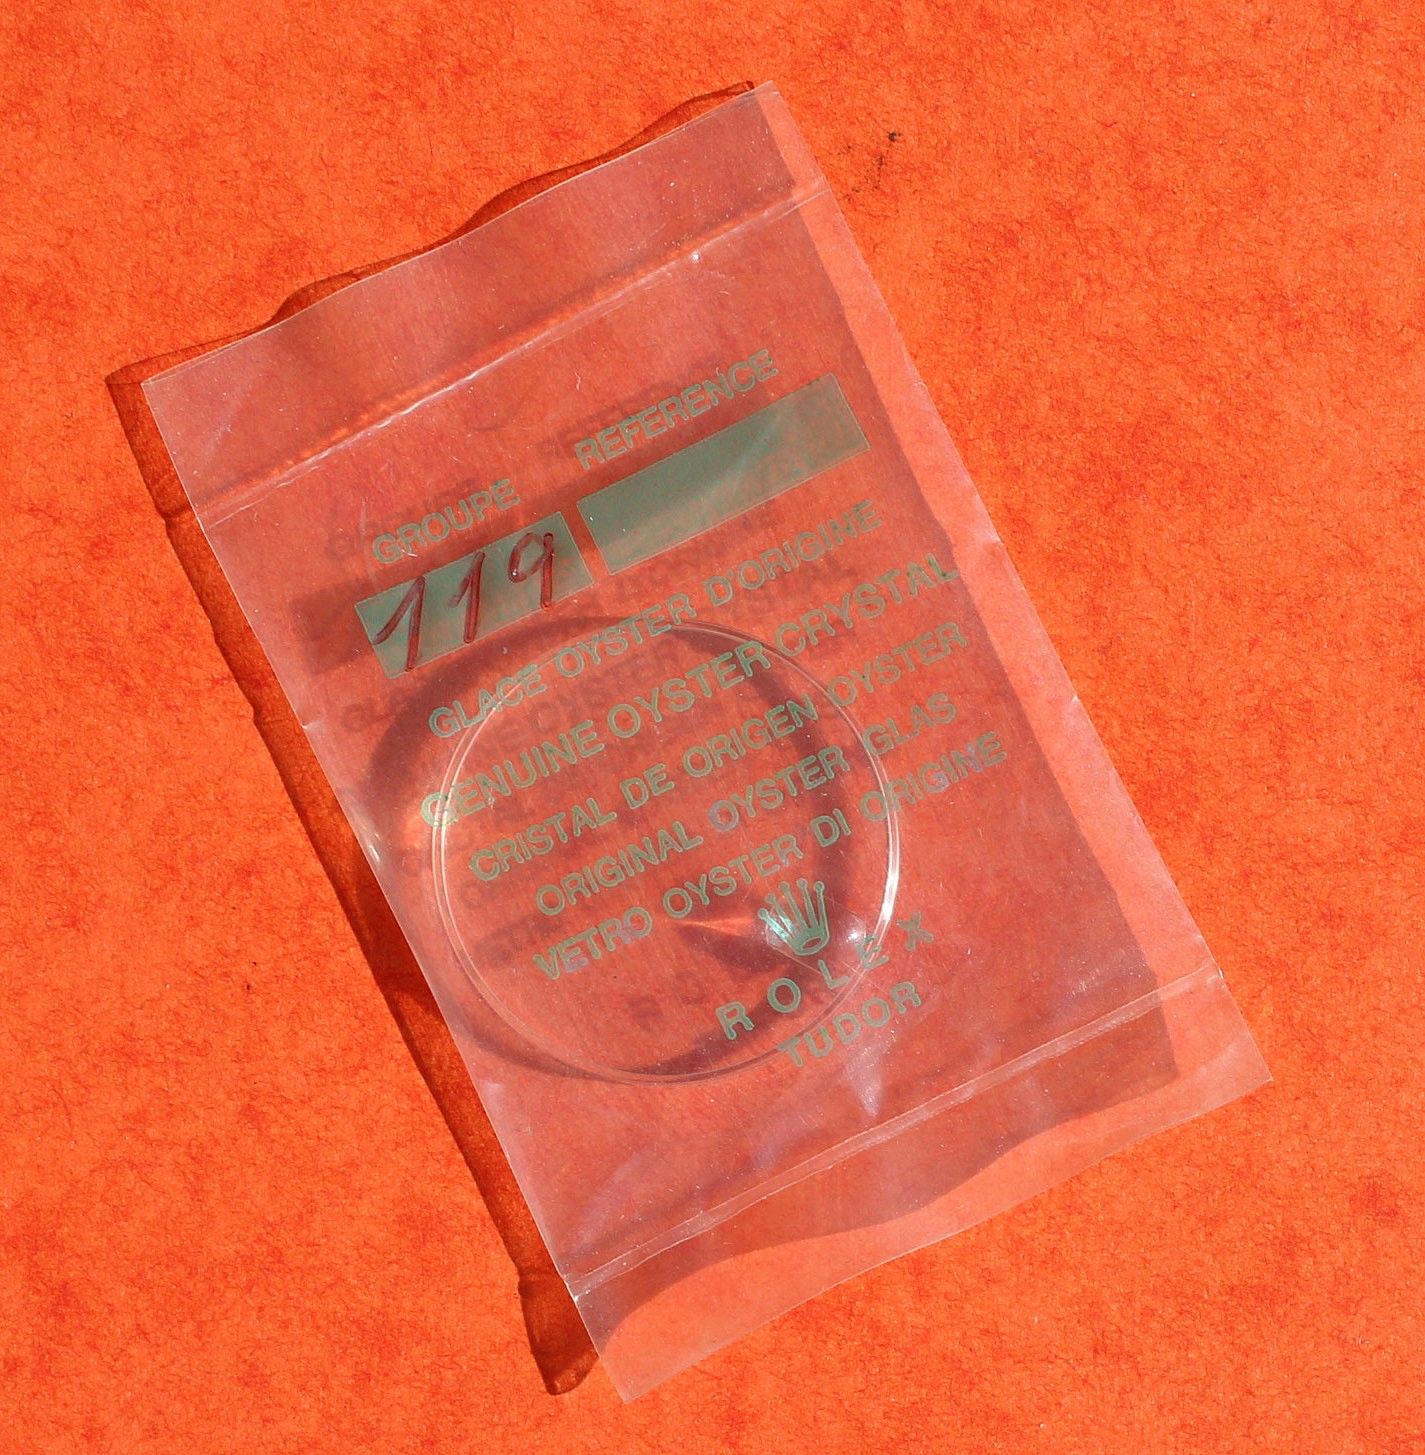 GROUPE REFERENCE
119
GLACE OYSTER D'ORIGINE
GENUINE OYSTER CRYSTAL
CRISTAL DE ORIGEN OYSTER
ORIGINAL OYSTER GLAS
VETRO OYSTER DI ORIGINE
ROLEX
TUDOR